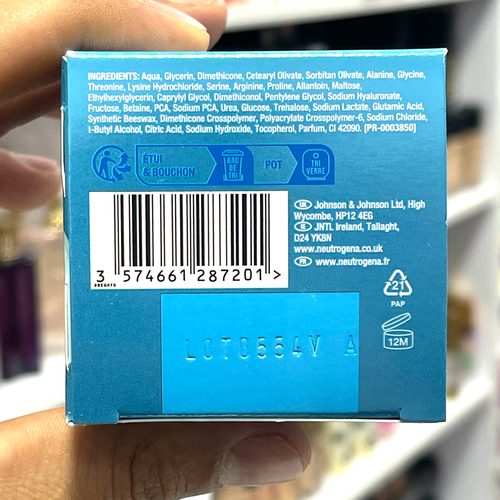 INGREDIENTS: Aqua, Glycerin, Dimethicone, Cetearyl Olivate, Sorbitan Olivate, Alanine, Glycine,
Threonine, Lysine Hydrochloride, Serine, Arginine, Proline, Allantoin, Maltose,
Ethylhexylglycerin, Caprylyl Glycol, Dimethiconol, Pentylene Glycol, Sodium Hyaluronate,
Fructose, Betaine, PCA, Sodium PCA, Urea, Glucose, Trehalose, Sodium Lactate, Glutamic Acid,
Synthetic Beeswax, Dimethicone Crosspolymer, Polyacrylate Crosspolymer-6, Sodium Chloride,
1-Butyl Alcohol, Citric Acid, Sodium Hydroxide, Tocopherol, Parfum, CI 42090. [PR-0003850]
ÉTUI
& BOUCHON
BAC
DE
TRI
POT
TRI
VERRE
UK Johnson & Johnson Ltd, High
Wycombe, HP12 4EG
IE JNTL Ireland, Tallaght,
D24 YK8N
www.neutrogena.co.uk
FR www.neutrogena.fr
3 574661 287201 >
21
PAP
12M
LOT0554V A